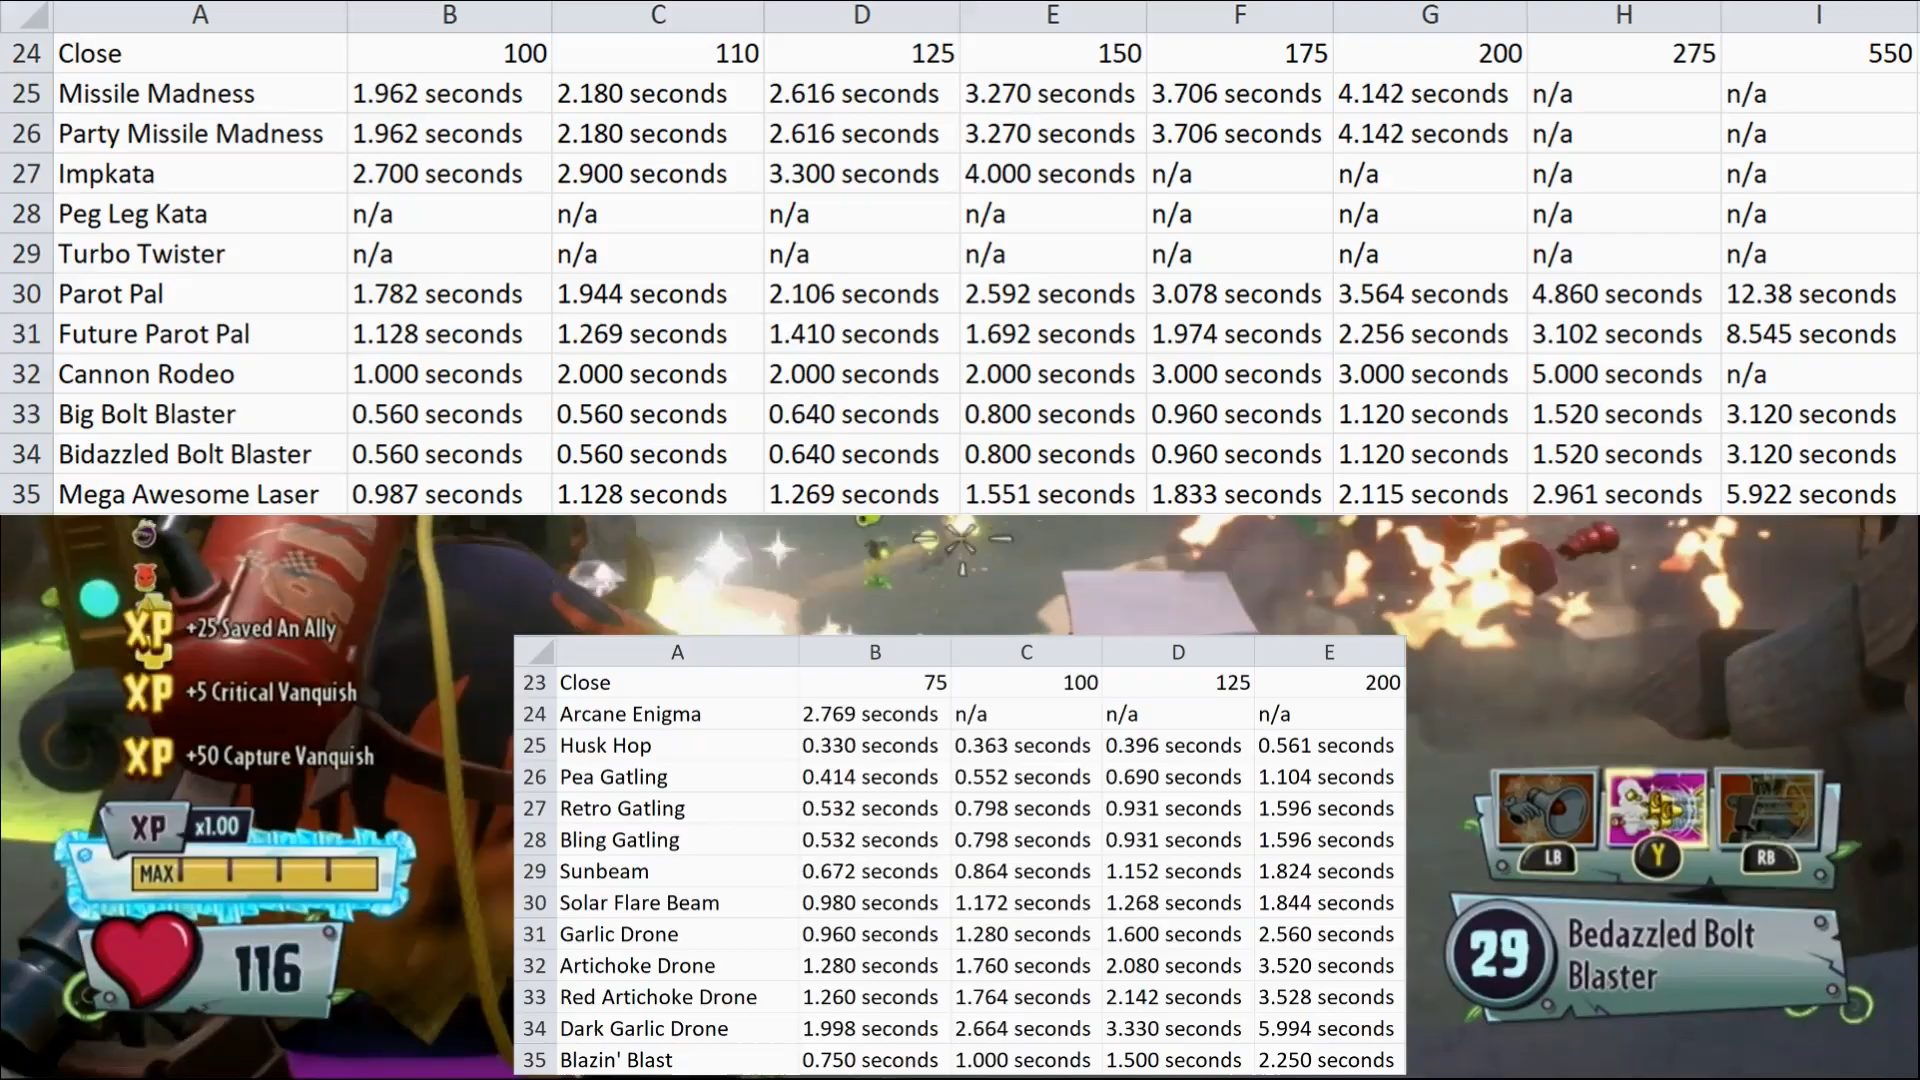 A B C D E F G H I
24 Close 100 110 125 150 175 200 275 550
25 Missile Madness 1.962 seconds 2.180 seconds 2.616 seconds 3.270 seconds 3.706 seconds 4.142 seconds n/a n/a
26 Party Missile Madness 1.962 seconds 2.180 seconds 2.616 seconds 3.270 seconds 3.706 seconds 4.142 seconds n/a n/a
27 Impkata 2.700 seconds 2.900 seconds 3.300 seconds 4.000 seconds n/a n/a n/a n/a
28 Peg Leg Kata n/a n/a n/a n/a n/a n/a n/a n/a
29 Turbo Twister n/a n/a n/a n/a n/a n/a n/a n/a
30 Parot Pal 1.782 seconds 1.944 seconds 2.106 seconds 2.592 seconds 3.078 seconds 3.564 seconds 4.860 seconds 12.38 seconds
31 Future Parot Pal 1.128 seconds 1.269 seconds 1.410 seconds 1.692 seconds 1.974 seconds 2.256 seconds 3.102 seconds 8.545 seconds
32 Cannon Rodeo 1.000 seconds 2.000 seconds 2.000 seconds 2.000 seconds 3.000 seconds 3.000 seconds 5.000 seconds n/a
33 Big Bolt Blaster 0.560 seconds 0.560 seconds 0.640 seconds 0.800 seconds 0.960 seconds 1.120 seconds 1.520 seconds 3.120 seconds
34 Bidazzled Bolt Blaster 0.560 seconds 0.560 seconds 0.640 seconds 0.800 seconds 0.960 seconds 1.120 seconds 1.520 seconds 3.120 seconds
35 Mega Awesome Laser 0.987 seconds 1.128 seconds 1.269 seconds 1.551 seconds 1.833 seconds 2.115 seconds 2.961 seconds 5.922 seconds
XP +25 Saved An Ally
XP +5 Critical Vanquish
XP +50 Capture Vanquish
XP x1.00
MAX
116
A B C D E
23 Close 75 100 125 200
24 Arcane Enigma 2.769 seconds n/a n/a n/a
25 Husk Hop 0.330 seconds 0.363 seconds 0.396 seconds 0.561 seconds
26 Pea Gatling 0.414 seconds 0.552 seconds 0.690 seconds 1.104 seconds
27 Retro Gatling 0.532 seconds 0.798 seconds 0.931 seconds 1.596 seconds
28 Bling Gatling 0.532 seconds 0.798 seconds 0.931 seconds 1.596 seconds
29 Sunbeam 0.672 seconds 0.864 seconds 1.152 seconds 1.824 seconds
30 Solar Flare Beam 0.980 seconds 1.172 seconds 1.268 seconds 1.844 seconds
31 Garlic Drone 0.960 seconds 1.280 seconds 1.600 seconds 2.560 seconds
32 Artichoke Drone 1.280 seconds 1.760 seconds 2.080 seconds 3.520 seconds
33 Red Artichoke Drone 1.260 seconds 1.764 seconds 2.142 seconds 3.528 seconds
34 Dark Garlic Drone 1.998 seconds 2.664 seconds 3.330 seconds 5.994 seconds
35 Blazin' Blast 0.750 seconds 1.000 seconds 1.500 seconds 2.250 seconds
LB Y RB
29 Bedazzled Bolt
Blaster